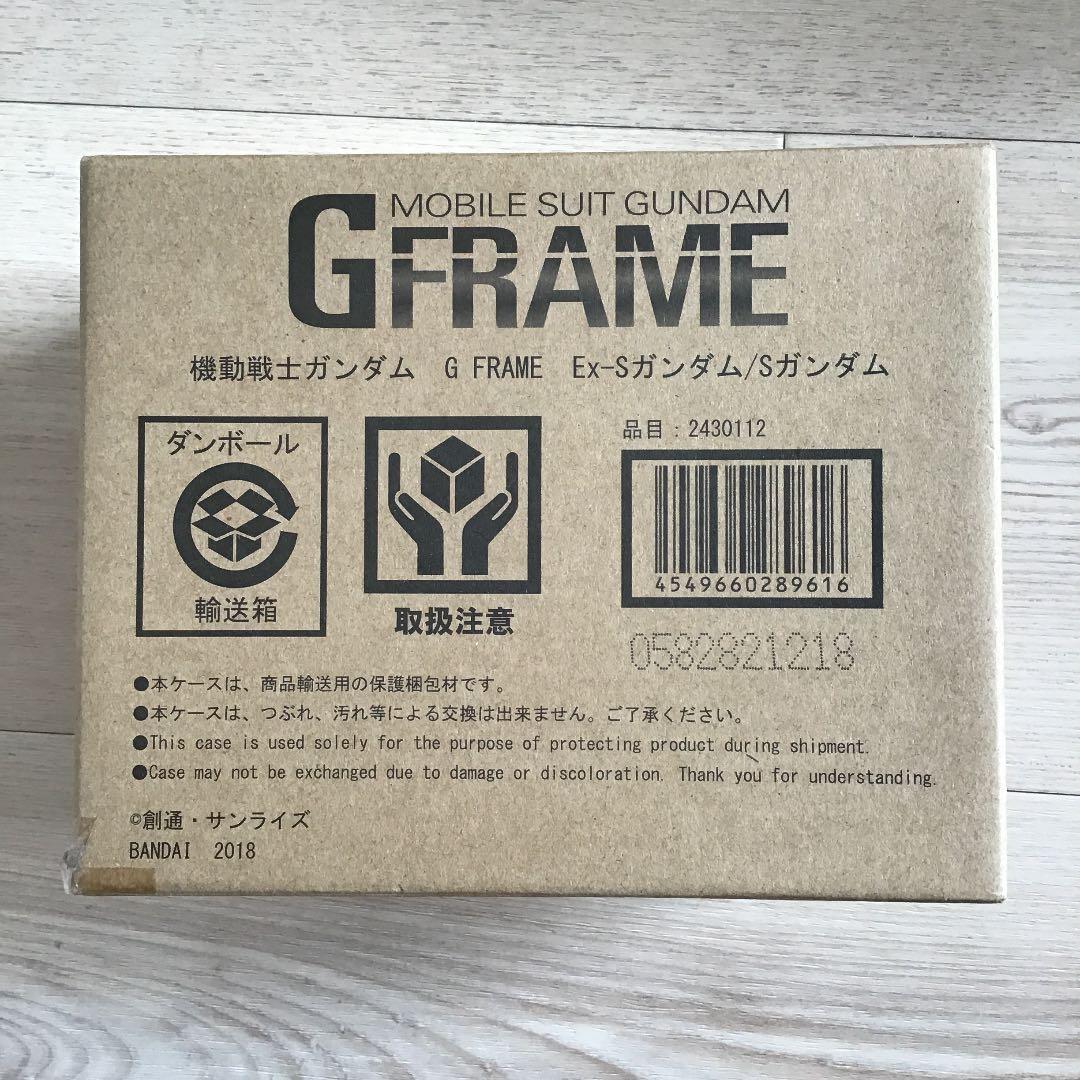 MOBILE SUIT GUNDAM
GFRAME
機動戦士ガンダム G FRAME Ex-Sガンダム/Sガンダム
ダンボール
輸送箱
取扱注意
品目：2430112
4549660289616
0582821218
●本ケースは、商品輸送用の保護梱包材です。
●本ケースは、つぶれ、汚れ等による交換は出来ません。ご了承ください。
●This case is used solely for the purpose of protecting product during shipment.
●Case may not be exchanged due to damage or discoloration. Thank you for understanding.
©創通・サンライズ
BANDAI 2018